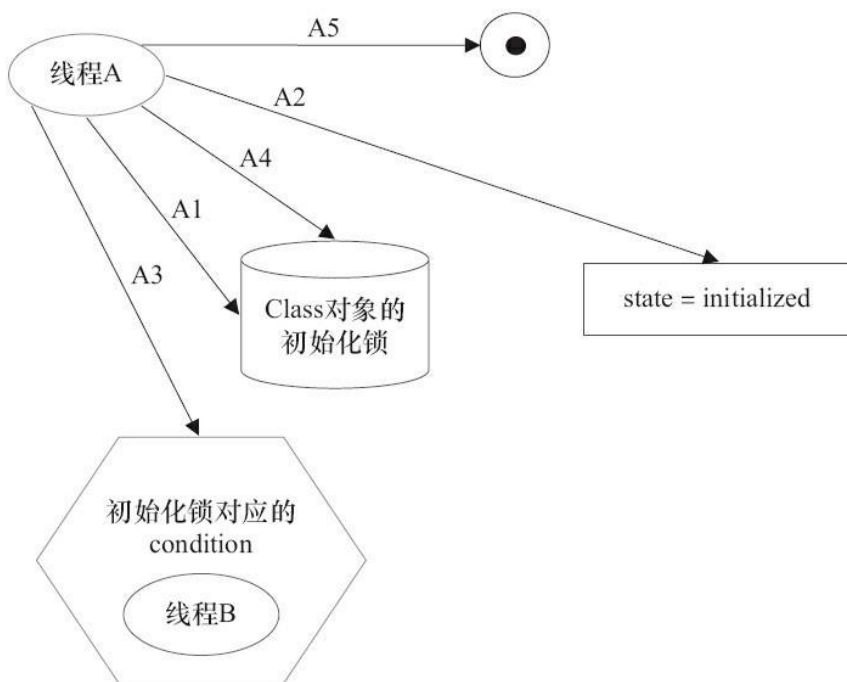 A5
线程A
A2
A4
A1
A3
Class对象的
初始化锁
state = initialized
初始化锁对应的
condition
线程B